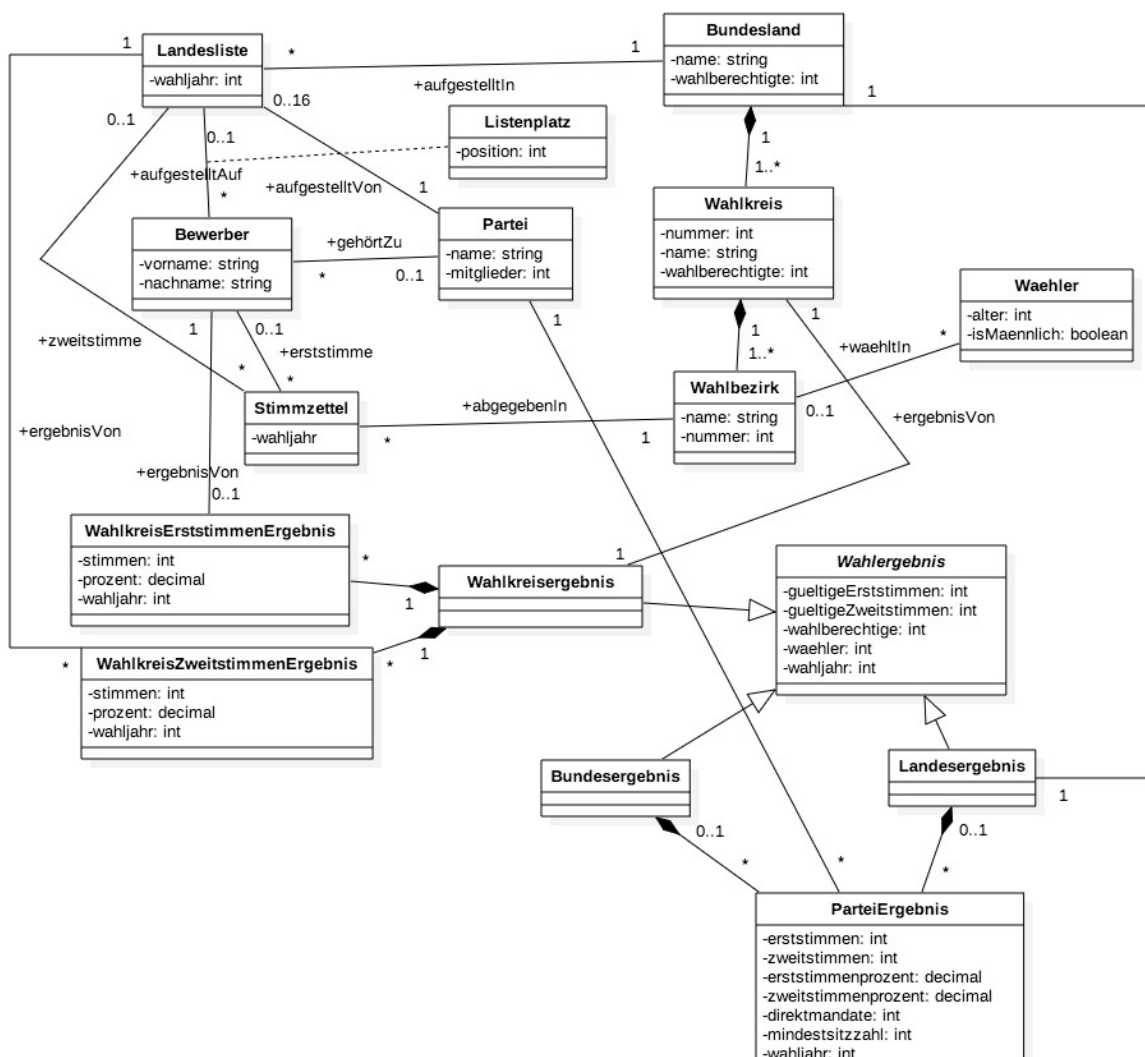 Landesliste
-wahljahr: int
1
*
1
Bundesland
-name: string
-wahlberechtigte: int
1
0..1
0..1
0..16
+aufgestelltIn
Listenplatz
-position: int
1
1..*
+aufgestelltAuf
*
+aufgestelltVon
1
Bewerber
-vorname: string
-nachname: string
+gehörtZu
*
0..1
Partei
-name: string
-mitglieder: int
Wahlkreis
-nummer: int
-name: string
-wahlberechtigte: int
Waehler
-alter: int
-isMaennlich: boolean
1
0..1
1
1
1..*
1
*
+zweitstimme
+erststimme
+waehltIn
*
*
Stimmzettel
-wahljahr
+abgegebenIn
*
1
Wahlbezirk
-name: string
-nummer: int
0..1
+ergebnisVon
+ergebnisVon
+ergebnisVon
0..1
WahlkreisErststimmenErgebnis
-stimmen: int
-prozent: decimal
-wahljahr: int
*
1
Wahlkreisergebnis
1
1
*
*
WahlkreisZweitstimmenErgebnis
-stimmen: int
-prozent: decimal
-wahljahr: int
Wahlergebnis
-gueltigeErststimmen: int
-gueltigeZweitstimmen: int
-wahlberechtige: int
-waehler: int
-wahljahr: int
Bundesergebnis
0..1
*
Landesergebnis
1
0..1
*
*
ParteiErgebnis
-erststimmen: int
-zweitstimmen: int
-erststimmenprozent: decimal
-zweitstimmenprozent: decimal
-direktmandate: int
-mindestsitzzahl: int
-wahljahr: int